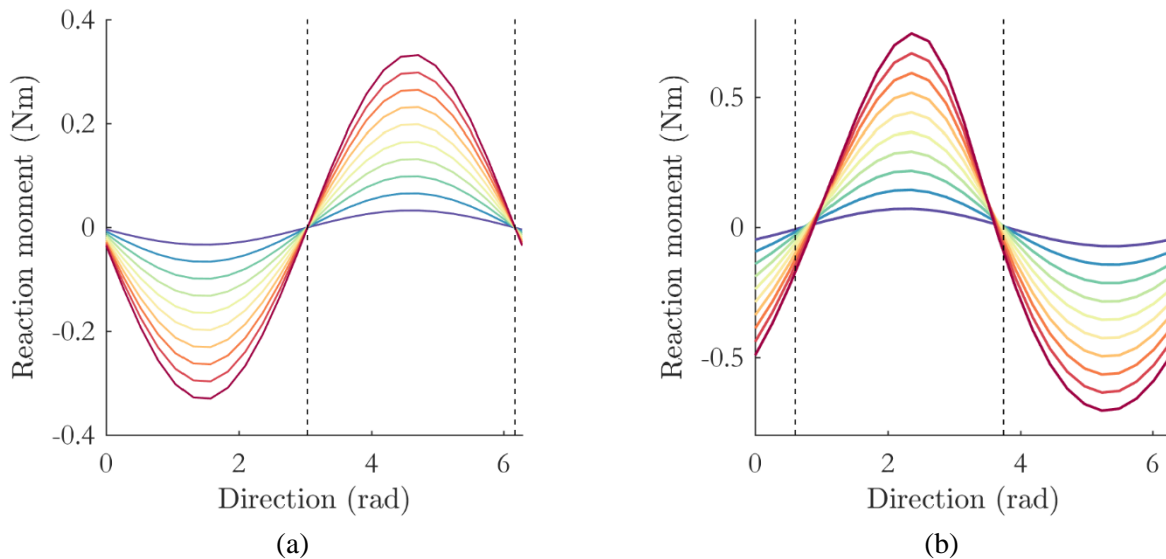 Reaction moment (Nm)
0.4
0.2
0
-0.2
-0.4
0
2
4
6
Direction (rad)
(a)
Reaction moment (Nm)
0.5
0
-0.5
0
2
4
6
Direction (rad)
(b)